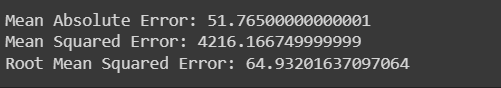 Mean Absolute Error: 51.76500000000001
Mean Squared Error: 4216.166749999999
Root Mean Squared Error: 64.93201637097064